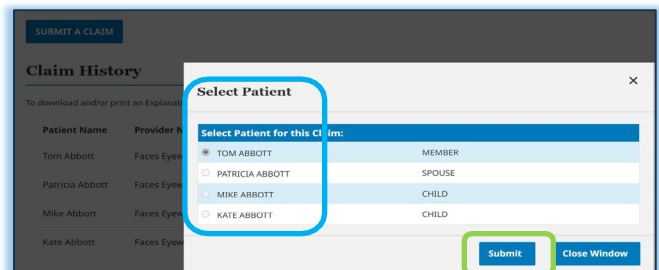 SUBMIT A CLAIM
Claim History
To download and/or print an Explanati
Patient Name Provider N
Tom Abbott Faces Eyew
Patricia Abbott Faces Eyew
Mike Abbott Faces Eyew
Kate Abbott Faces Eyew
×
Select Patient
Select Patient for this Claim:
TOM ABBOTT MEMBER
PATRICIA ABBOTT SPOUSE
MIKE ABBOTT CHILD
KATE ABBOTT CHILD
Submit Close Window